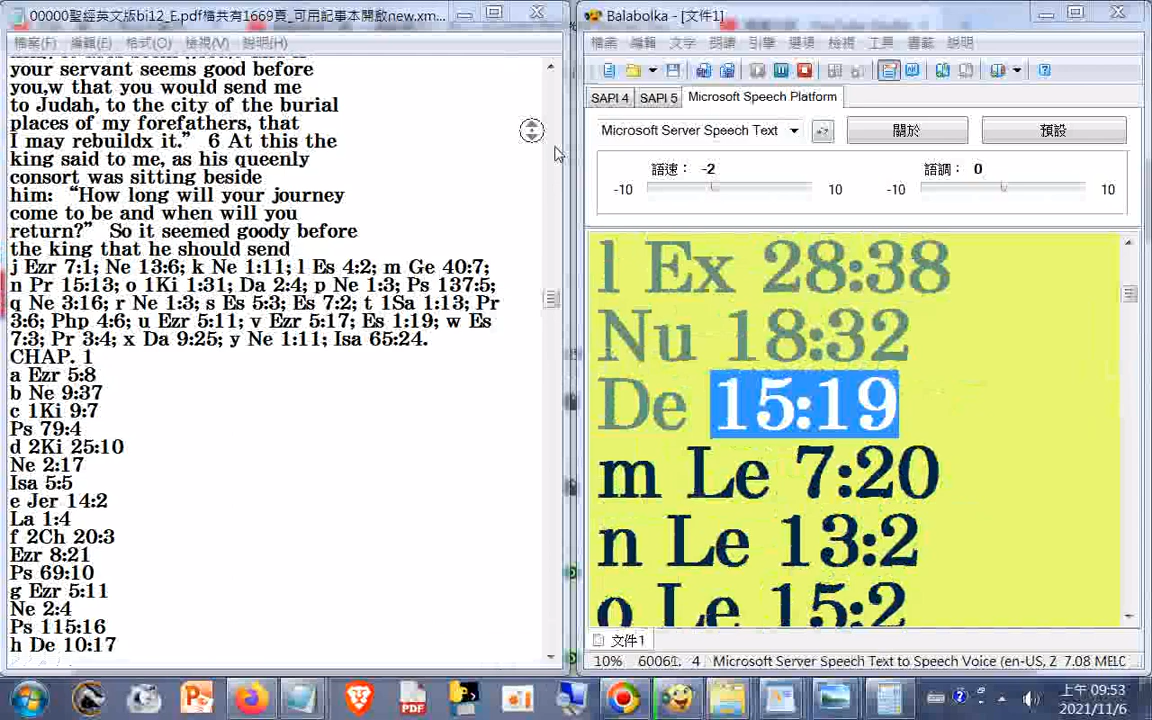 00000聖經英文版bi12_E.pdf檔共有1669頁_可用記事本開啟new.xm...
檔案(F) 編輯(E) 格式(O) 檢視(V) 說明(H)
your servant seems good before
you,w that you would send me
to Judah, to the city of the burial
places of my forefathers, that
I may rebuildx it.” 6 At this the
king said to me, as his queenly
consort was sitting beside
him: “How long will your journey
come to be and when will you
return?” So it seemed goody before
the king that he should send
j Ezr 7:1; Ne 13:6; k Ne 1:11; l Es 4:2; m Ge 40:7;
n Pr 15:13; o 1Ki 1:31; Da 2:4; p Ne 1:3; Ps 137:5;
q Ne 3:16; r Ne 1:3; s Es 5:3; Es 7:2; t 1Sa 1:13; Pr
3:6; Php 4:6; u Ezr 5:11; v Ezr 5:17; Es 1:19; w Es
7:3; Pr 3:4; x Da 9:25; y Ne 1:11; Isa 65:24.
CHAP. 1
a Ezr 5:8
b Ne 9:37
c 1Ki 9:7
Ps 79:4
d 2Ki 25:10
Ne 2:17
Isa 5:5
e Jer 14:2
La 1:4
f 2Ch 20:3
Ezr 8:21
Ps 69:10
g Ezr 5:11
Ne 2:4
Ps 115:16
h De 10:17
Balabolka - [文件1]
檔案 編輯 文字 朗讀 引擎 選項 檢視 工具 書籤 說明
SAPI 4 SAPI 5 Microsoft Speech Platform
Microsoft Server Speech Text 關於 預設
語速： -2 語調： 0
-10 10 -10 10
l Ex 28:38
Nu 18:32
De 15:19
m Le 7:20
n Le 13:2
o Le 15:2
文件1
10% 60061. 4 Microsoft Server Speech Text to Speech Voice (en-US, Z 7.08 MELC
PDF
上午 09:53
2021/11/6